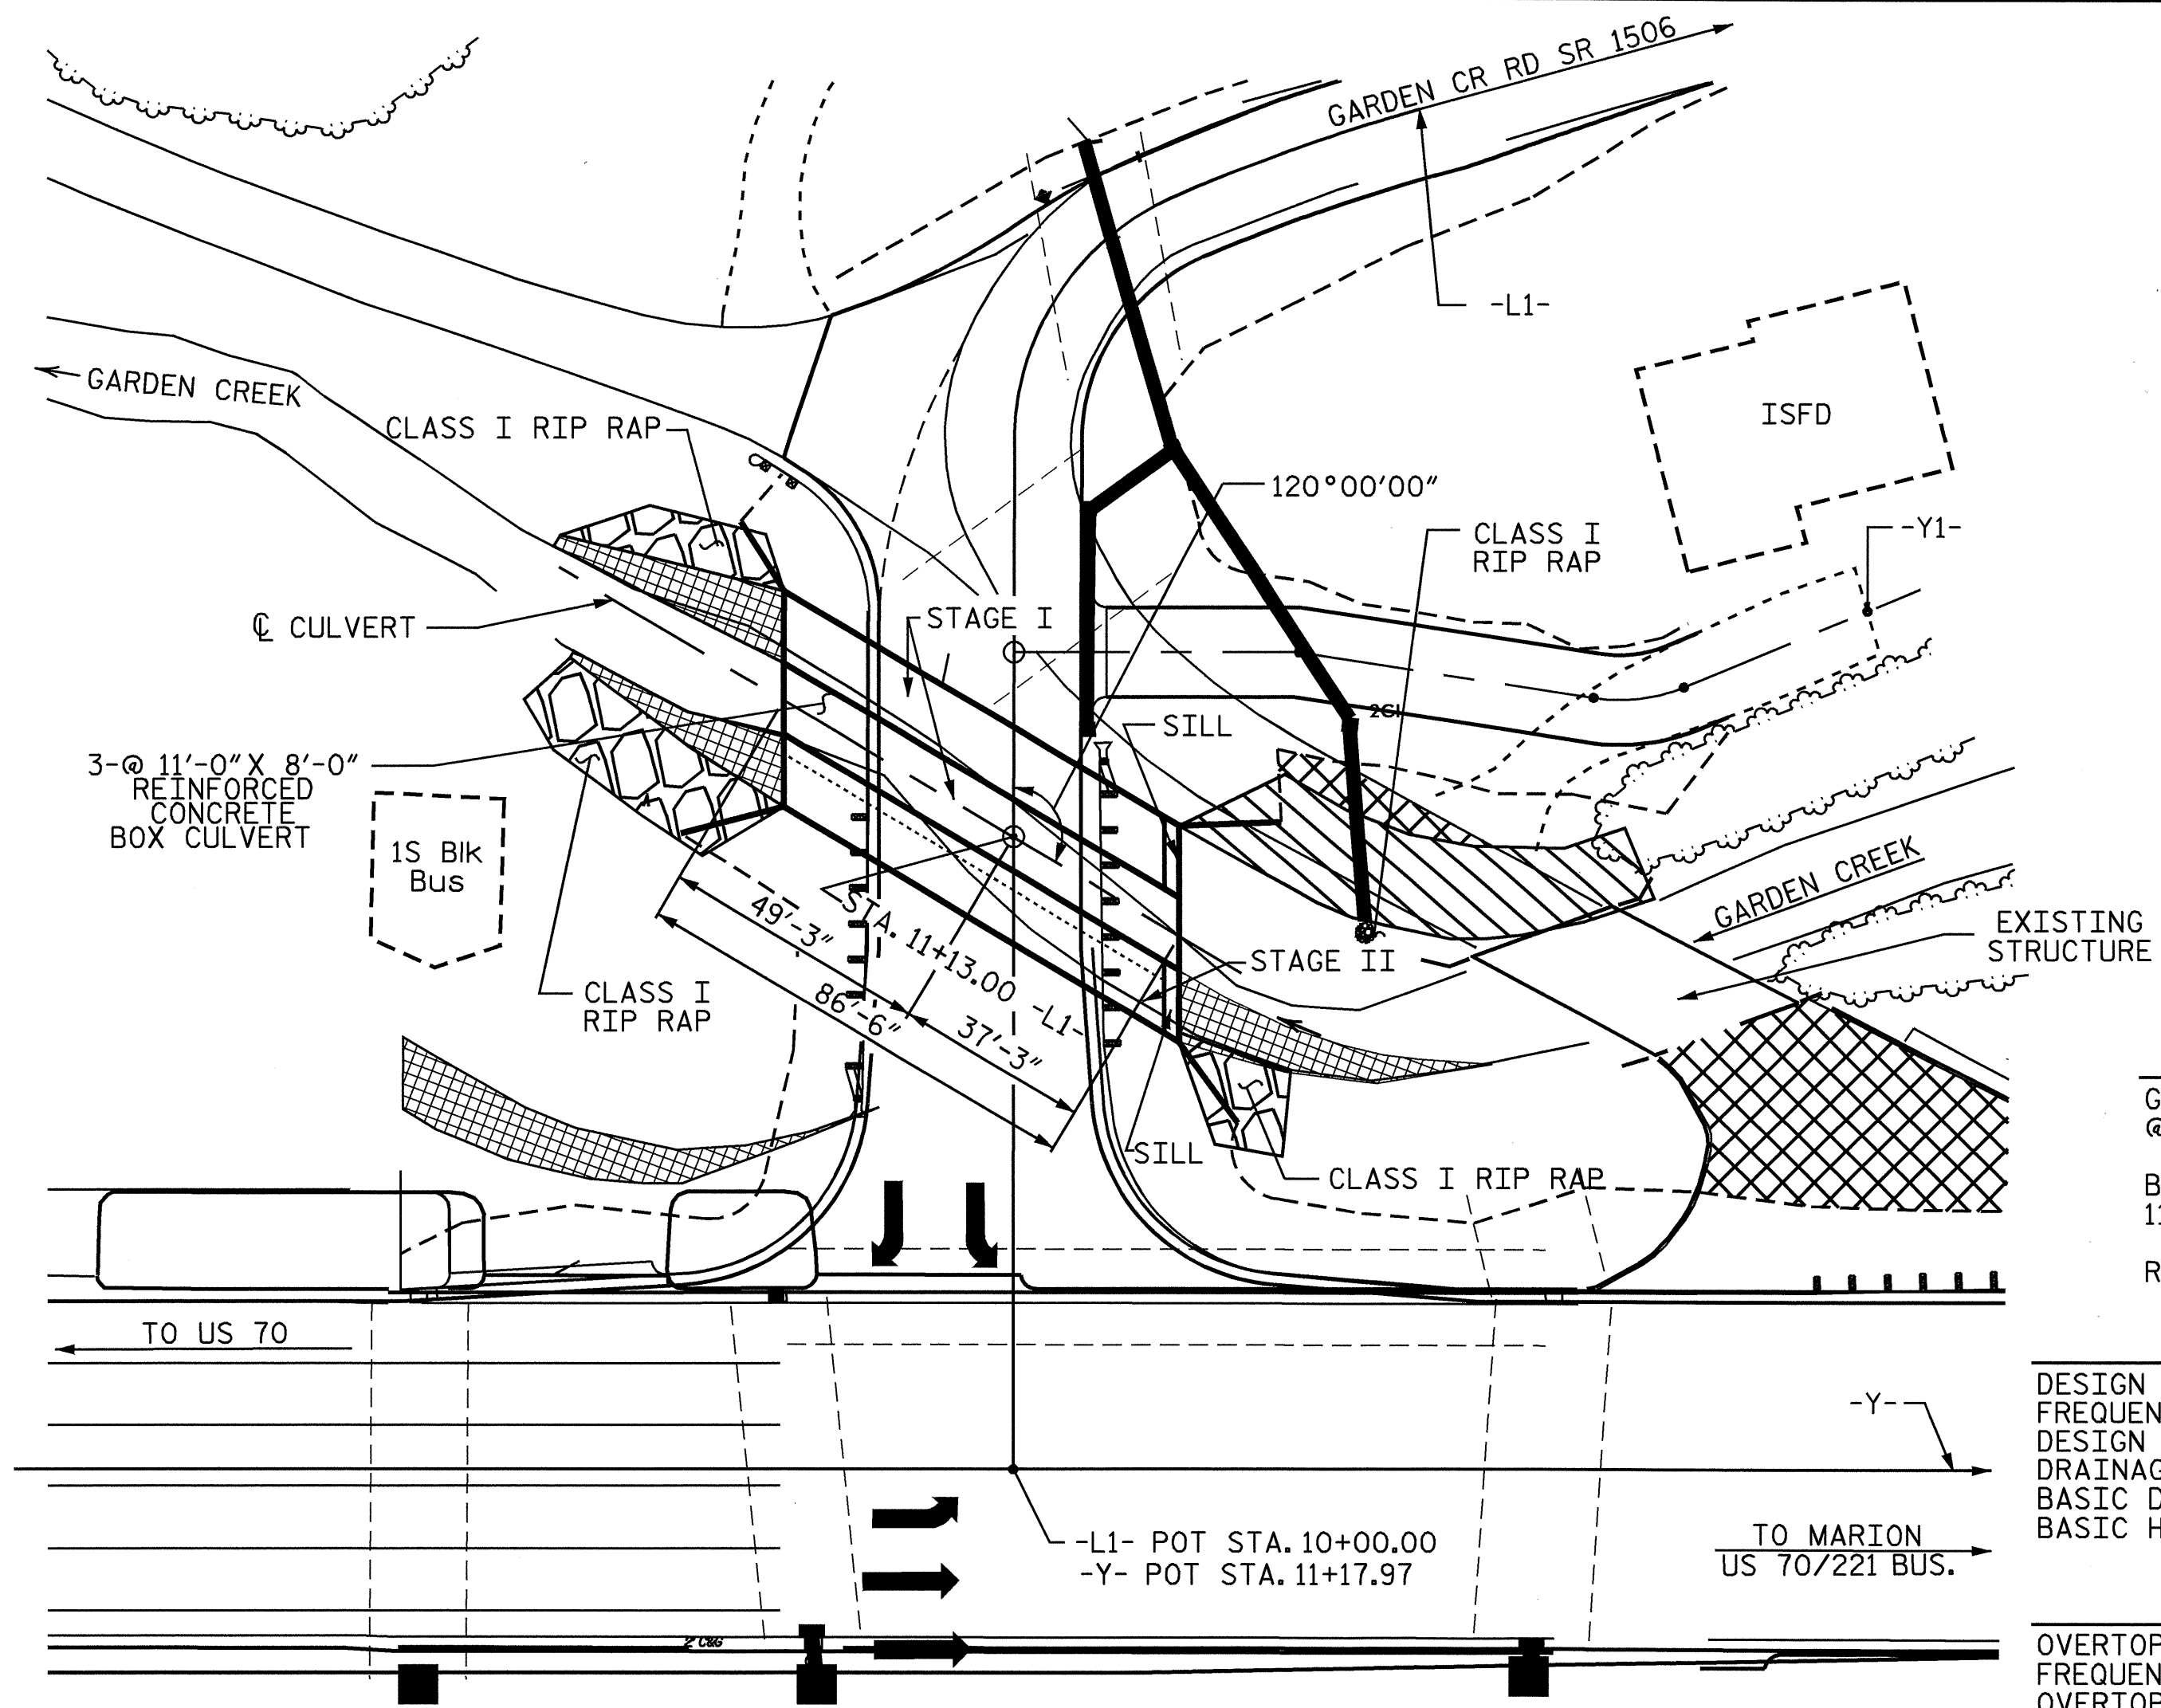 GARDEN CR RD SR 1506
-L1-
GARDEN CREEK
CLASS I RIP RAP
ISFD
120°00'00"
CLASS I
RIP RAP
-Y1-
STAGE I
℄ CULVERT
2GI
SILL
3-@ 11'-0" X 8'-0"
REINFORCED
CONCRETE
BOX CULVERT
1S Blk
Bus
GARDEN CREEK
EXISTING
STRUCTURE
49'-3"
STA. 11+13.00 -L1-
86'-6"
37'-3"
STAGE II
CLASS I
RIP RAP
SILL
CLASS I RIP RAP
G
@
B
11
R
TO US 70
-Y-
DESIGN
FREQUEN
DESIGN
DRAINAG
BASIC D
BASIC H
-L1- POT STA. 10+00.00
-Y- POT STA. 11+17.97
TO MARION
US 70/221 BUS.
2' C&G
OVERTOP
FREQUEN
OVERTOP